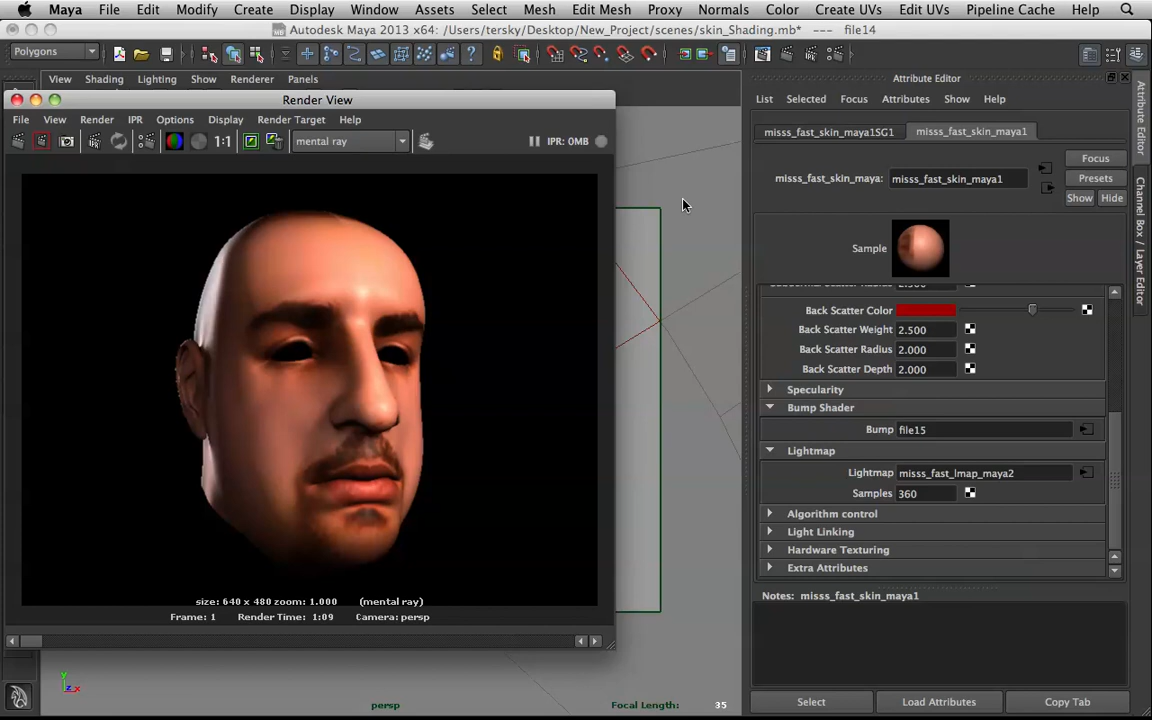 Maya File Edit Modify Create Display Window Assets Select Mesh Edit Mesh Proxy Normals Color Create UVs Edit UVs Pipeline Cache Help
Autodesk Maya 2013 x64: /Users/tersky/Desktop/New_Project/scenes/skin_Shading.mb* --- file14
Polygons
View Shading Lighting Show Renderer Panels
Attribute Editor
Render View
List Selected Focus Attributes Show Help
File View Render IPR Options Display Render Target Help
misss_fast_skin_maya1SG1 misss_fast_skin_maya1
1:1 mental ray IPR: 0MB
Focus
misss_fast_skin_maya: misss_fast_skin_maya1 Presets
Show Hide
Sample
Back Scatter Color
Back Scatter Weight 2.500
Back Scatter Radius 2.000
Back Scatter Depth 2.000
Specularity
Bump Shader
Bump file15
Lightmap
Lightmap misss_fast_lmap_maya2
Samples 360
Algorithm control
Light Linking
Hardware Texturing
Extra Attributes
Notes: misss_fast_skin_maya1
size: 640 x 480 zoom: 1.000 (mental ray)
Frame: 1 Render Time: 1:09 Camera: persp
persp Focal Length: 35
y
z x
Select Load Attributes Copy Tab
Attribute Editor
Channel Box / Layer Editor